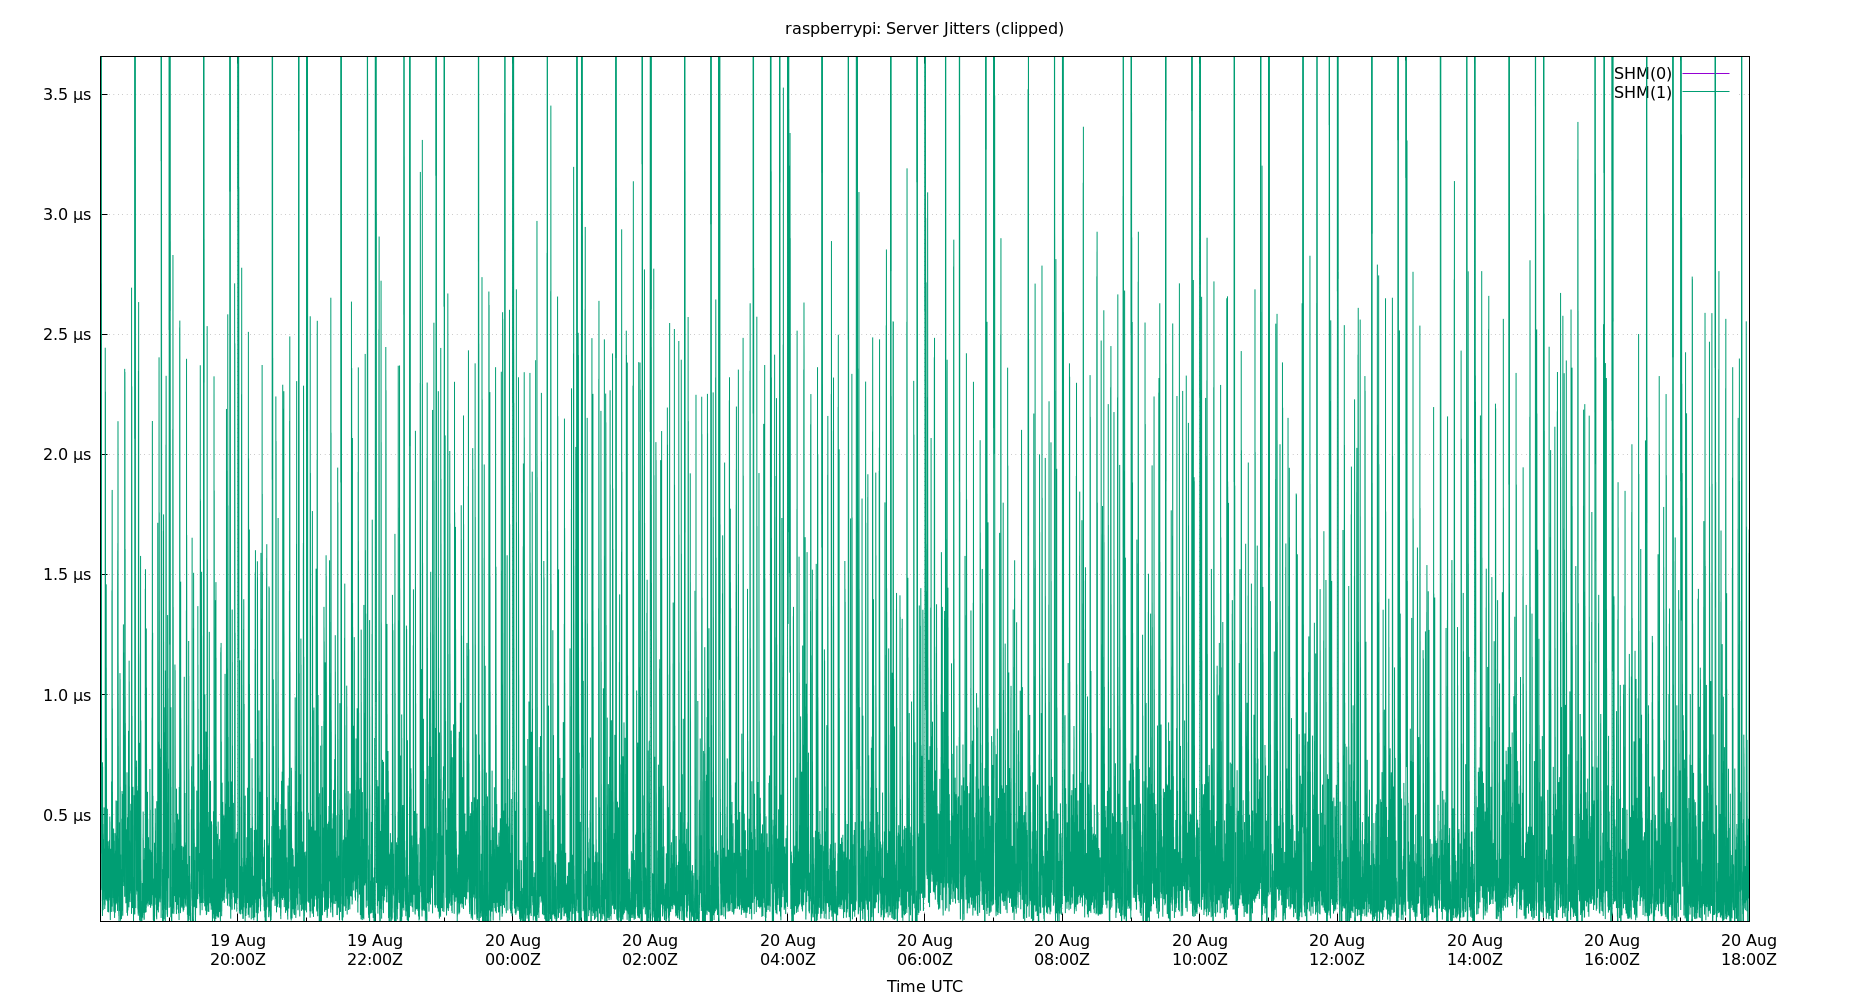 raspberrypi: Server Jitters (clipped)
SHM(0)
SHM(1)
3.5 µs
3.0 µs
2.5 µs
2.0 µs
1.5 µs
1.0 µs
0.5 µs
19 Aug 19 Aug 20 Aug 20 Aug 20 Aug 20 Aug 20 Aug 20 Aug 20 Aug 20 Aug 20 Aug 20 Aug
20:00Z 22:00Z 00:00Z 02:00Z 04:00Z 06:00Z 08:00Z 10:00Z 12:00Z 14:00Z 16:00Z 18:00Z
Time UTC